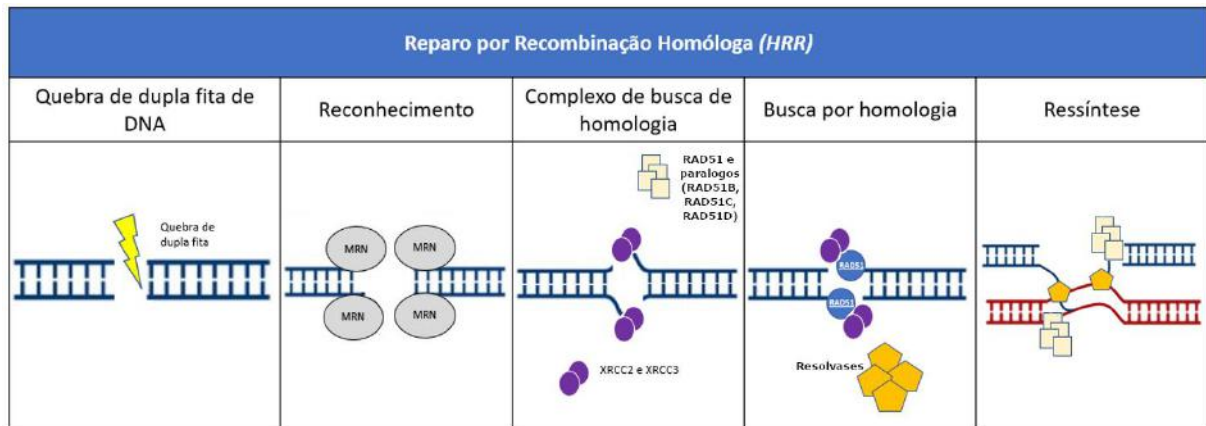 Reparo por Recombinação Homóloga (HRR)
Quebra de dupla fita de
DNA
Reconhecimento
Complexo de busca de
homologia
Busca por homologia
Ressíntese
Quebra de
dupla fita
MRN
MRN
MRN
MRN
RAD51 e
paralogos
(RAD51B,
RAD51C,
RAD51D)
XRCC2 e XRCC3
RAD51
RAD51
Resolvases